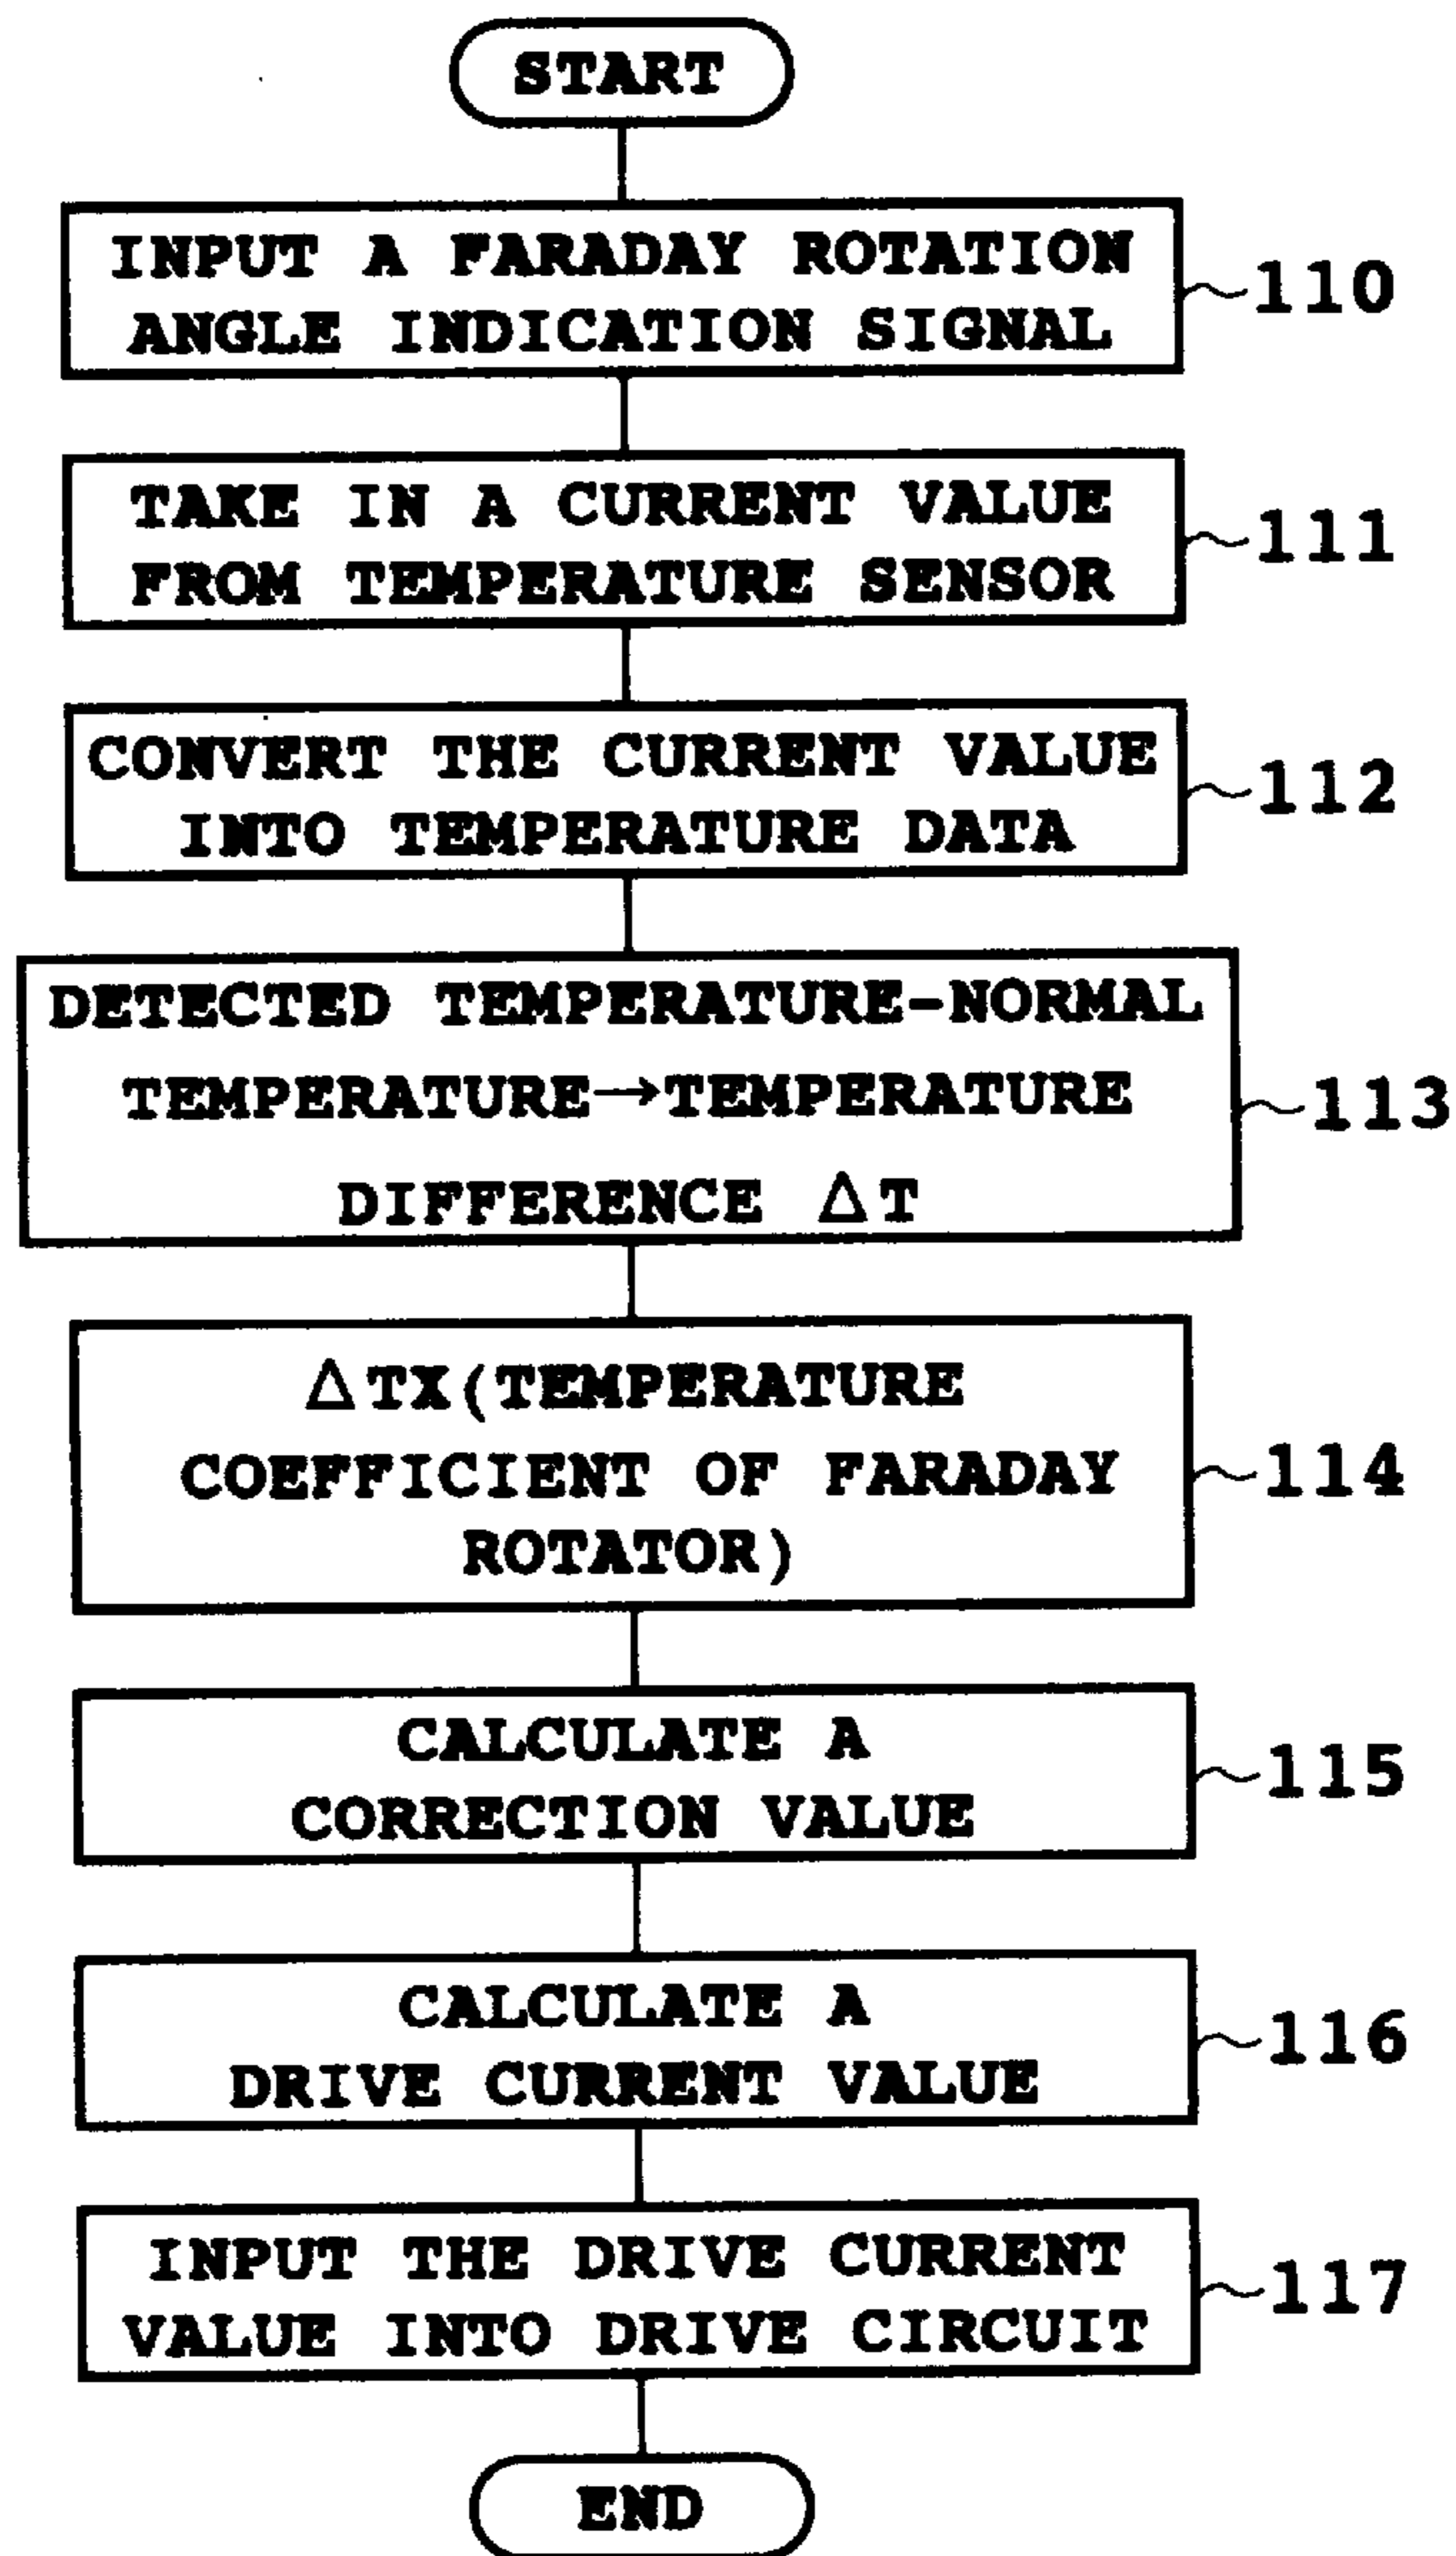 START
INPUT A FARADAY ROTATION
ANGLE INDICATION SIGNAL
110
TAKE IN A CURRENT VALUE
FROM TEMPERATURE SENSOR
111
CONVERT THE CURRENT VALUE
INTO TEMPERATURE DATA
112
DETECTED TEMPERATURE-NORMAL
TEMPERATURE→TEMPERATURE
DIFFERENCE ΔT
113
ΔTX(TEMPERATURE
COEFFICIENT OF FARADAY
ROTATOR)
114
CALCULATE A
CORRECTION VALUE
115
CALCULATE A
DRIVE CURRENT VALUE
116
INPUT THE DRIVE CURRENT
VALUE INTO DRIVE CIRCUIT
117
END